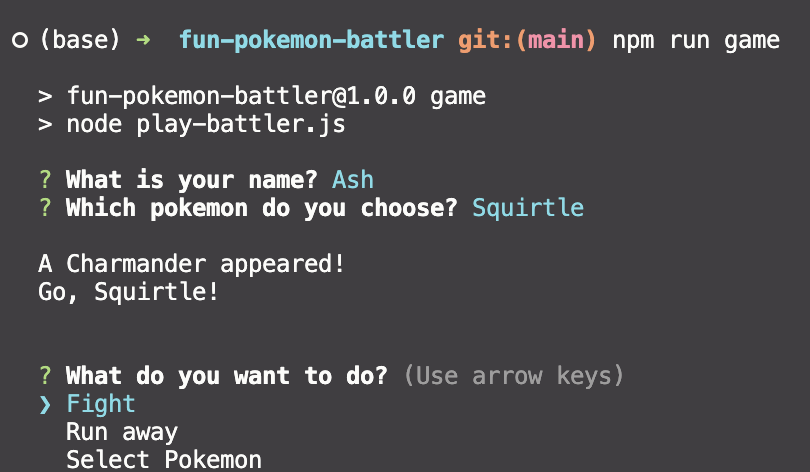 (base) ➜ fun-pokemon-battler git:(main) npm run game
> fun-pokemon-battler@1.0.0 game
> node play-battler.js
? What is your name? Ash
? Which pokemon do you choose? Squirtle
A Charmander appeared!
Go, Squirtle!
? What do you want to do? (Use arrow keys)
❯ Fight
Run away
Select Pokemon